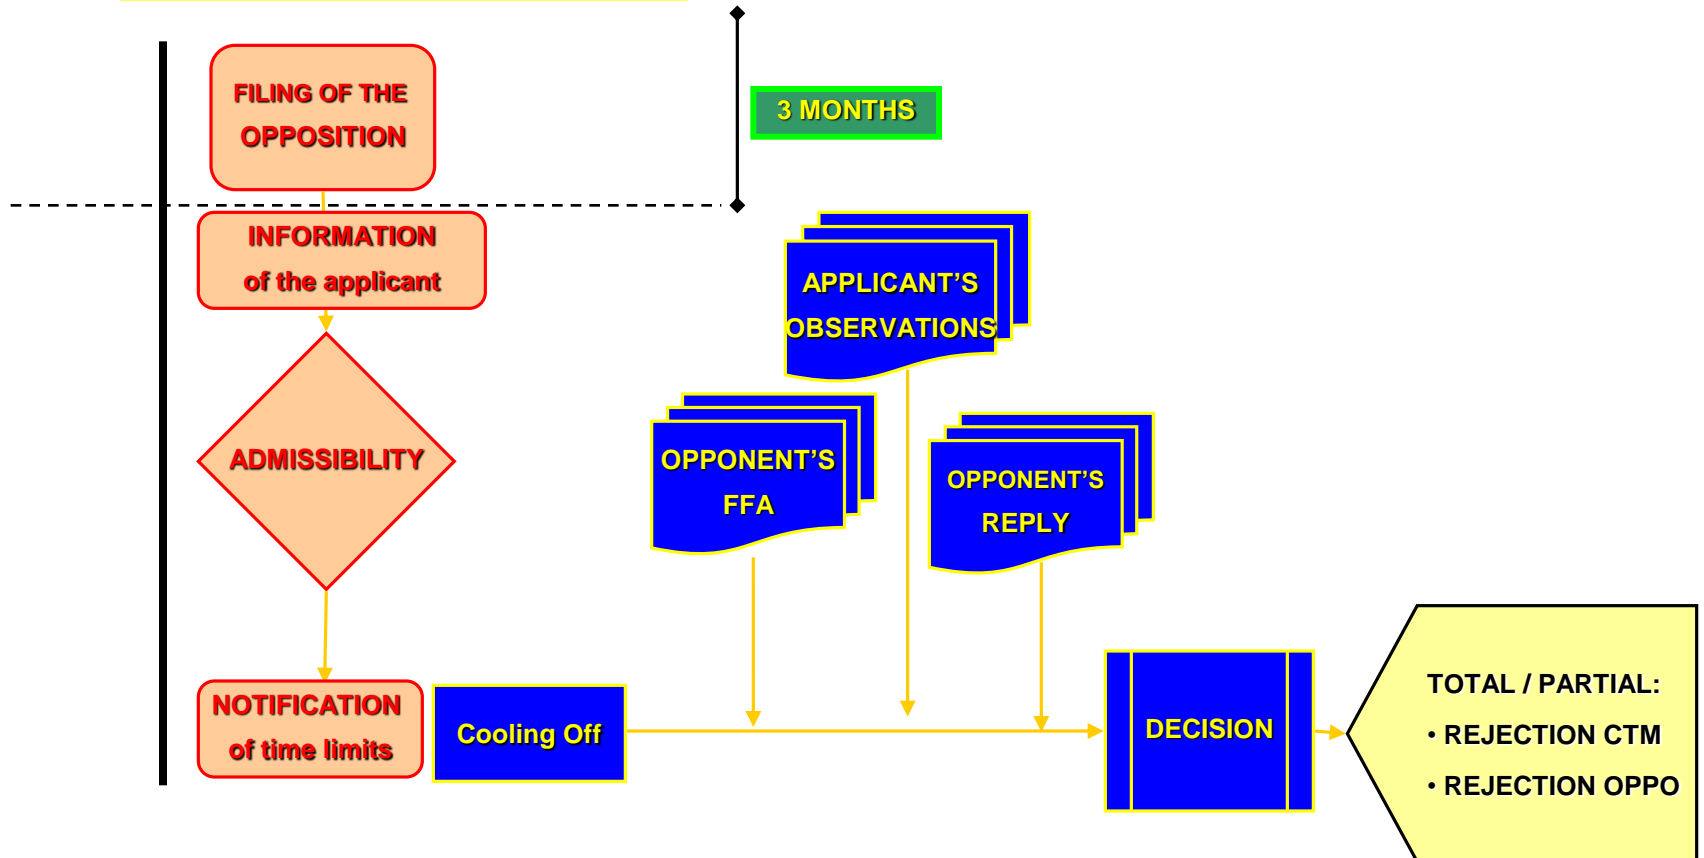 FILING OF THE
OPPOSITION
3 MONTHS
INFORMATION
of the applicant
APPLICANT'S
OBSERVATIONS
ADMISSIBILITY
OPPONENT'S
FFA
OPPONENT'S
REPLY
NOTIFICATION
of time limits
Cooling Off
DECISION
TOTAL / PARTIAL:
• REJECTION CTM
• REJECTION OPPO